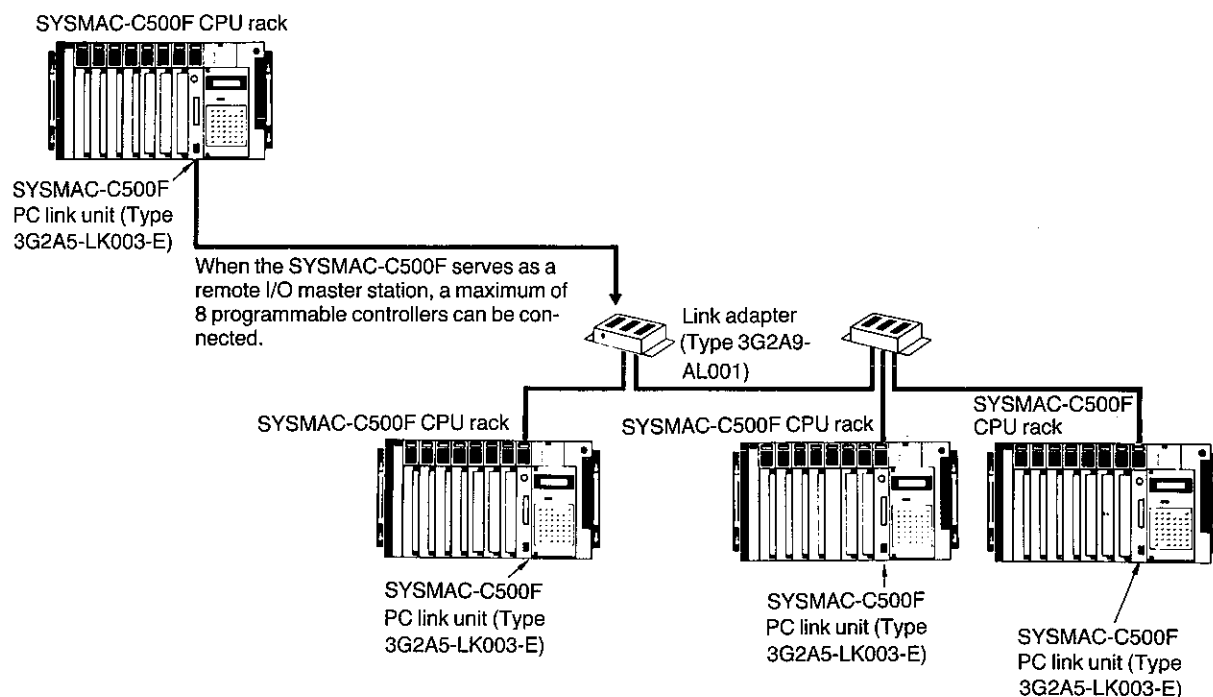 SYSMAC-C500F CPU rack
SYSMAC-C500F
PC link unit (Type
3G2A5-LK003-E)
When the SYSMAC-C500F serves as a
remote I/O master station, a maximum of
8 programmable controllers can be con-
nected.
Link adapter
(Type 3G2A9-
AL001)
SYSMAC-C500F CPU rack
SYSMAC-C500F CPU rack
SYSMAC-C500F
CPU rack
SYSMAC-C500F
PC link unit (Type
3G2A5-LK003-E)
SYSMAC-C500F
PC link unit (Type
3G2A5-LK003-E)
SYSMAC-C500F
PC link unit (Type
3G2A5-LK003-E)